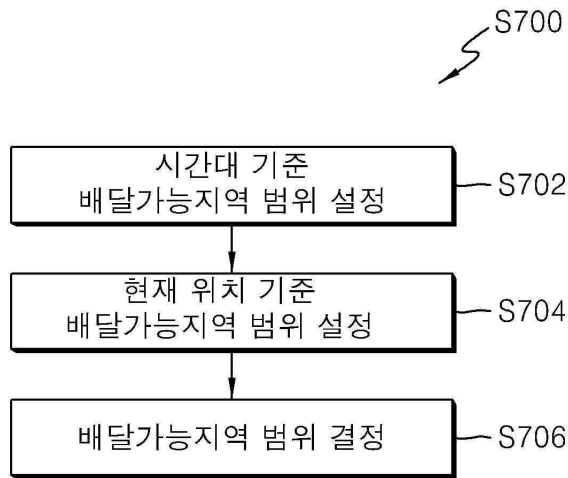 S700
시간대 기준
배달가능지역 범위 설정
S702
현재 위치 기준
배달가능지역 범위 설정
S704
배달가능지역 범위 결정
S706